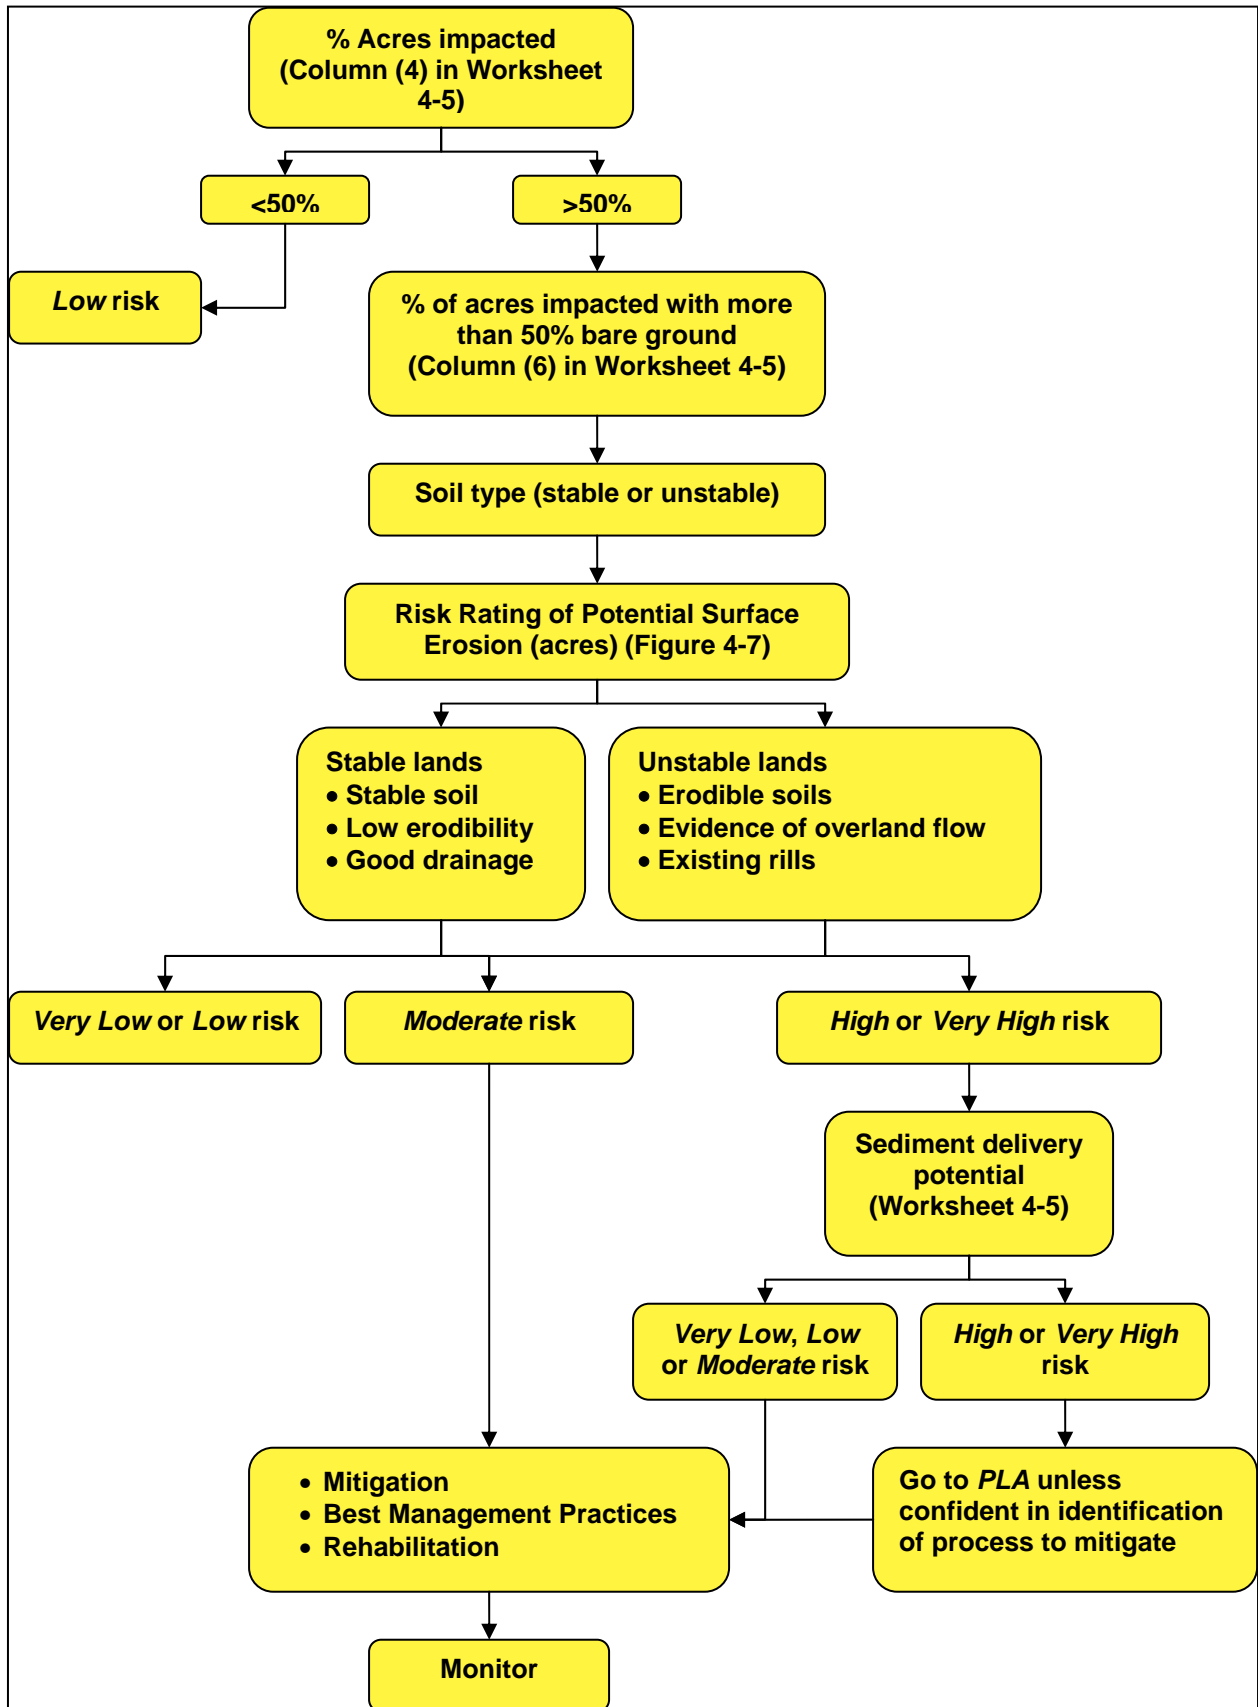 % Acres impacted
(Column (4) in Worksheet
4-5)
<50%
>50%
Low risk
% of acres impacted with more
than 50% bare ground
(Column (6) in Worksheet 4-5)
Soil type (stable or unstable)
Risk Rating of Potential Surface
Erosion (acres) (Figure 4-7)
Stable lands
• Stable soil
• Low erodibility
• Good drainage
Unstable lands
• Erodible soils
• Evidence of overland flow
• Existing rills
Very Low or Low risk
Moderate risk
High or Very High risk
Sediment delivery
potential
(Worksheet 4-5)
Very Low, Low
or Moderate risk
High or Very High
risk
• Mitigation
• Best Management Practices
• Rehabilitation
Go to PLA unless
confident in identification
of process to mitigate
Monitor